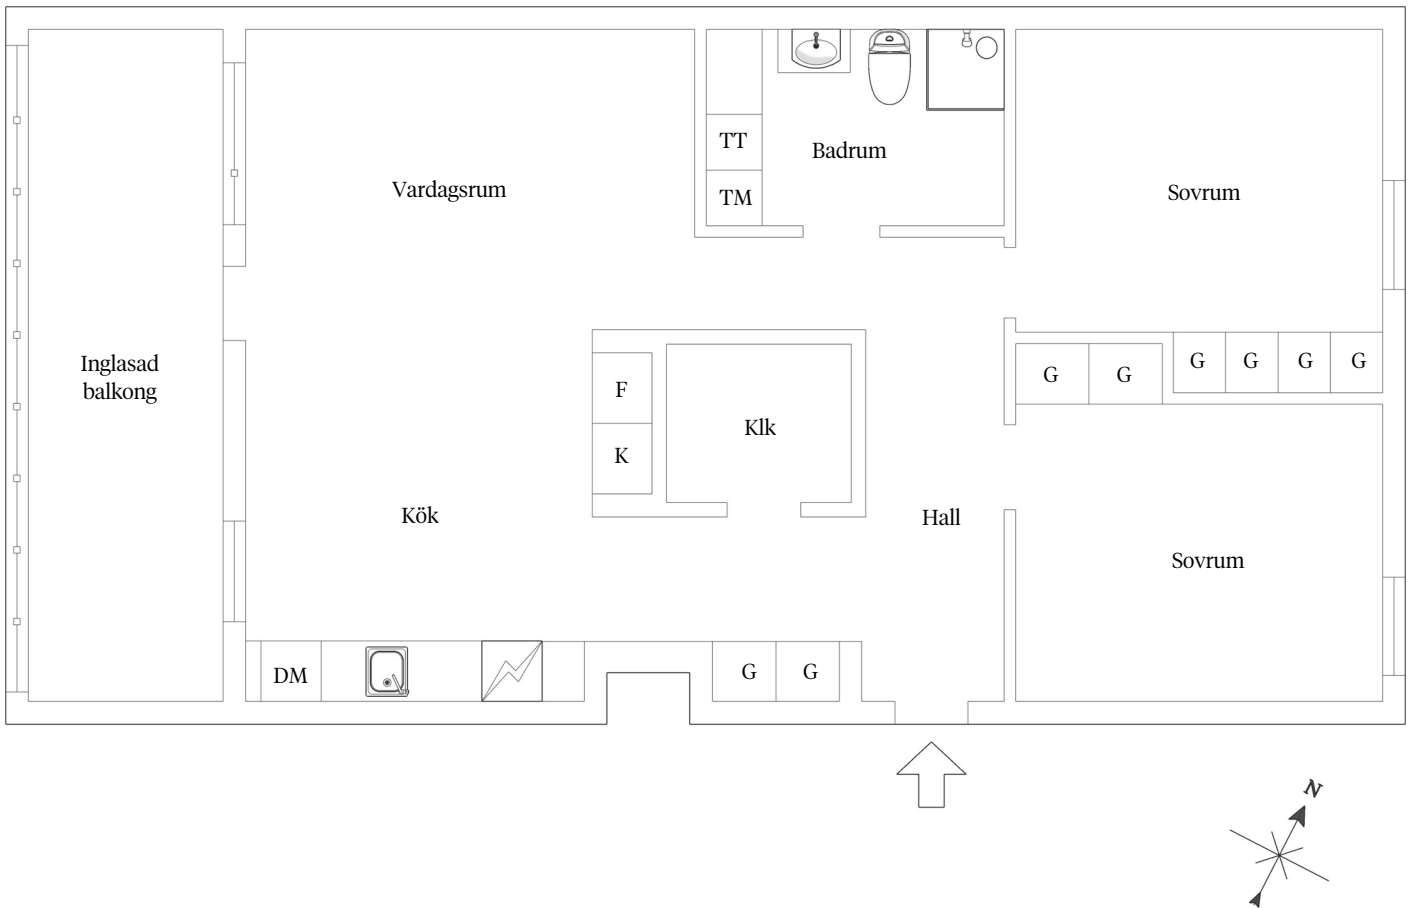 TT
Badrum
Vardagsrum
TM
Sovrum
Inglasad
balkong
F
Klk
K
G
G
G
G
G
G
Kök
Hall
Sovrum
DM
G
G
N